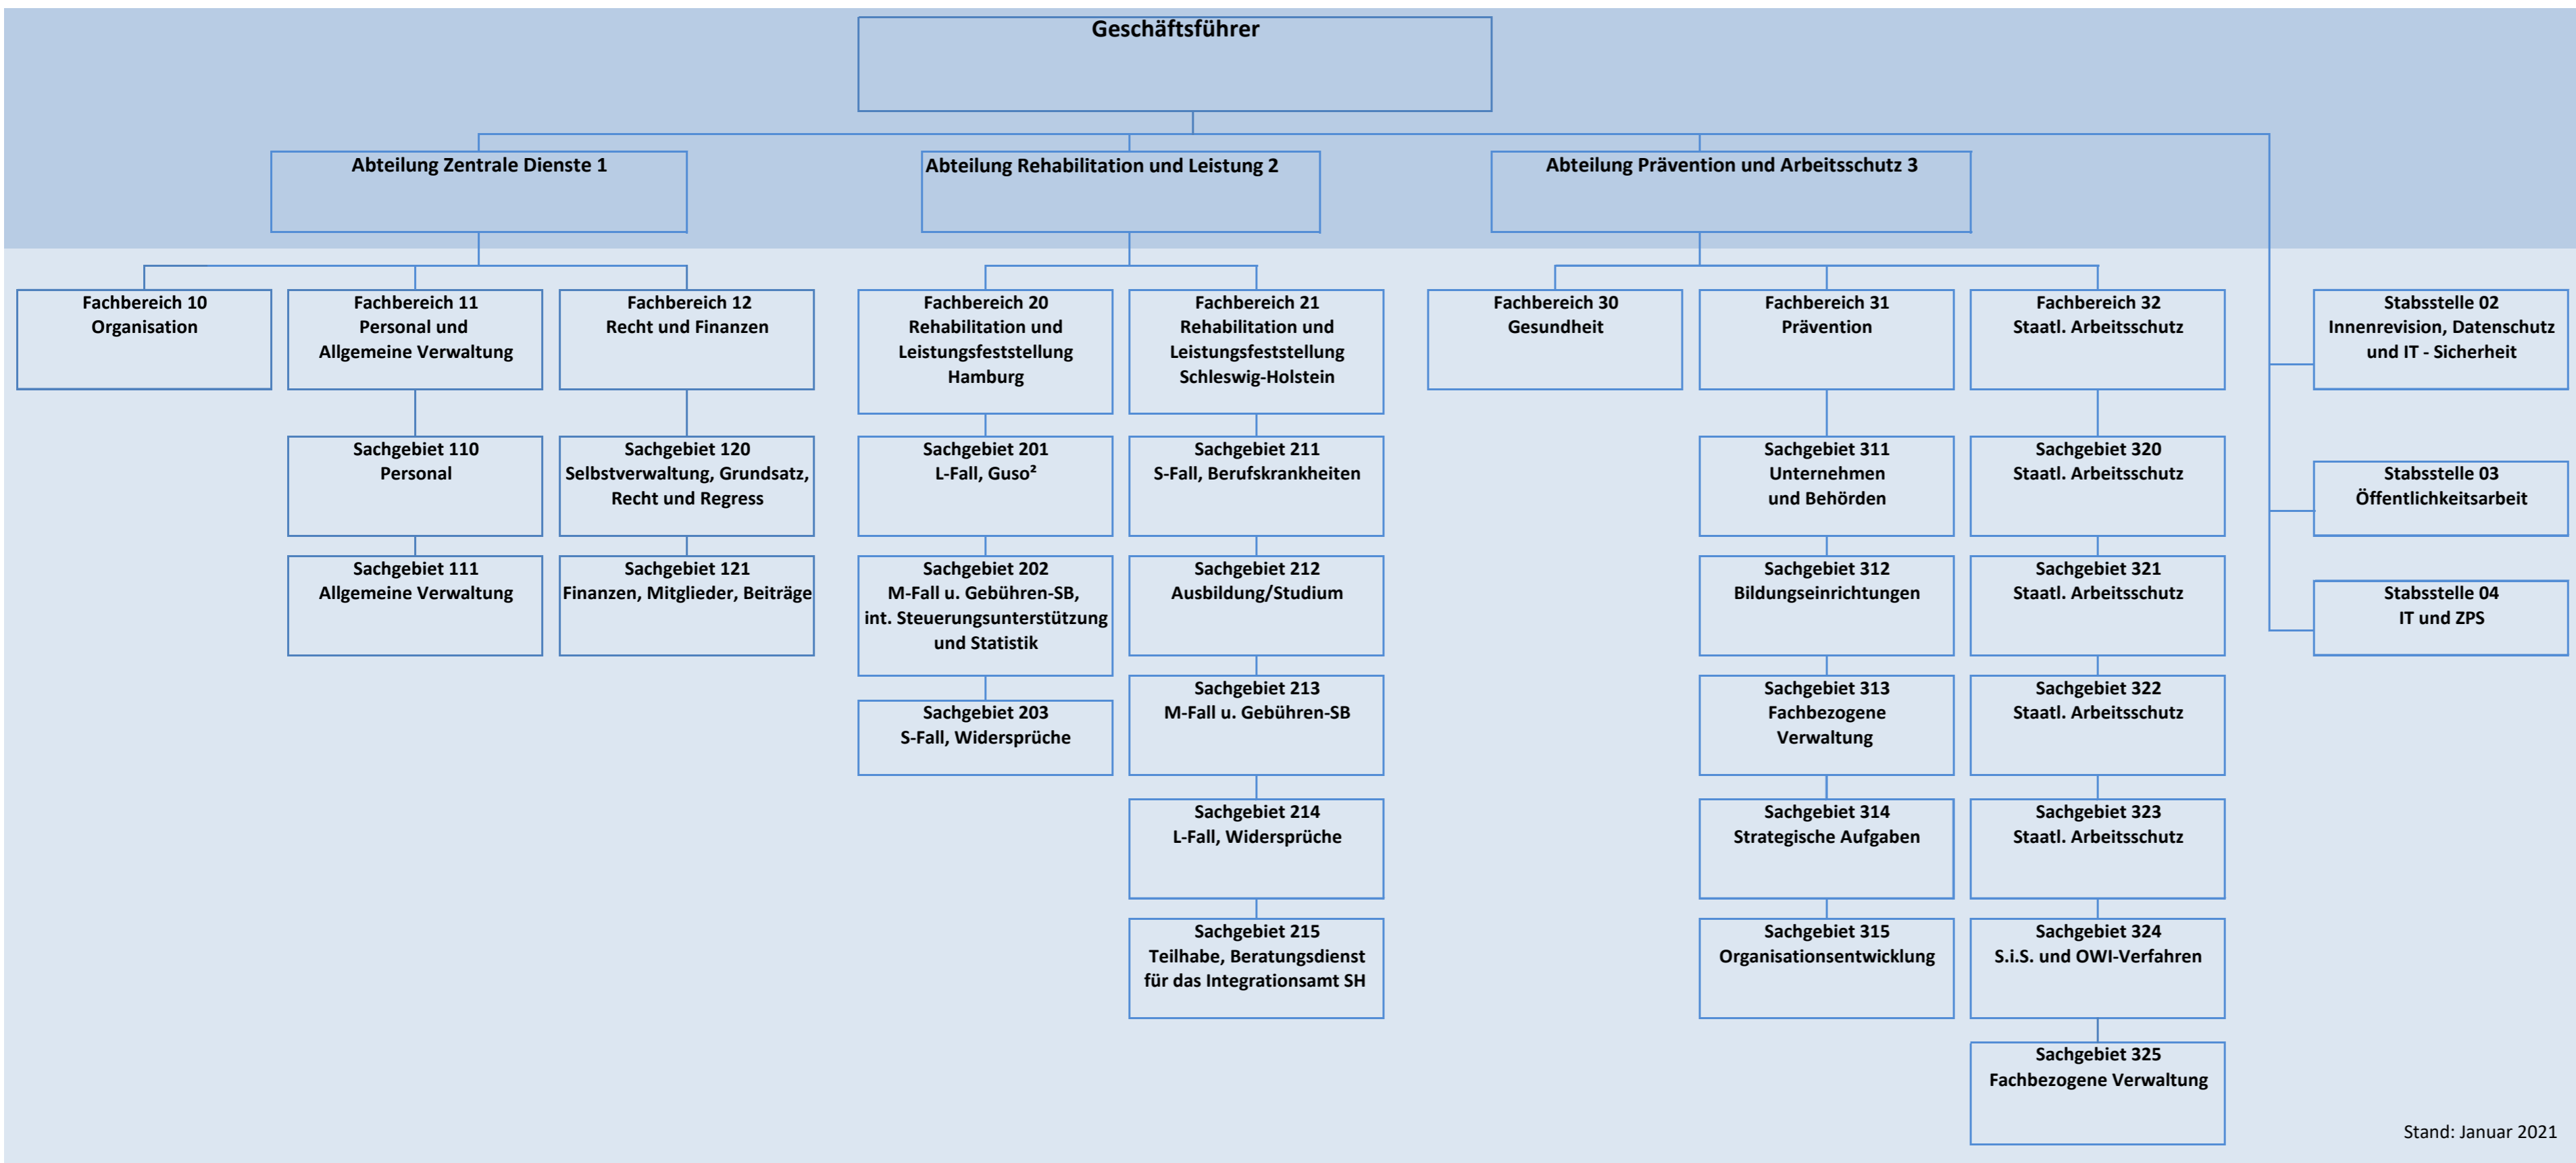 Geschäftsführer
Abteilung Zentrale Dienste 1
Abteilung Rehabilitation und Leistung 2
Abteilung Prävention und Arbeitsschutz 3
Fachbereich 10
Organisation
Fachbereich 11
Personal und
Allgemeine Verwaltung
Sachgebiet 110
Personal
Sachgebiet 111
Allgemeine Verwaltung
Fachbereich 12
Recht und Finanzen
Sachgebiet 120
Selbstverwaltung, Grundsatz,
Recht und Regress
Sachgebiet 121
Finanzen, Mitglieder, Beiträge
Fachbereich 20
Rehabilitation und
Leistungsfeststellung
Hamburg
Sachgebiet 201
L-Fall, Guso²
Sachgebiet 202
M-Fall u. Gebühren-SB,
int. Steuerungsunterstützung
und Statistik
Sachgebiet 203
S-Fall, Widersprüche
Fachbereich 21
Rehabilitation und
Leistungsfeststellung
Schleswig-Holstein
Sachgebiet 211
S-Fall, Berufskrankheiten
Sachgebiet 212
Ausbildung/Studium
Sachgebiet 213
M-Fall u. Gebühren-SB
Sachgebiet 214
L-Fall, Widersprüche
Sachgebiet 215
Teilhabe, Beratungsdienst
für das Integrationsamt SH
Fachbereich 30
Gesundheit
Fachbereich 31
Prävention
Sachgebiet 311
Unternehmen
und Behörden
Sachgebiet 312
Bildungseinrichtungen
Sachgebiet 313
Fachbezogene
Verwaltung
Sachgebiet 314
Strategische Aufgaben
Sachgebiet 315
Organisationsentwicklung
Fachbereich 32
Staatl. Arbeitsschutz
Sachgebiet 320
Staatl. Arbeitsschutz
Sachgebiet 321
Staatl. Arbeitsschutz
Sachgebiet 322
Staatl. Arbeitsschutz
Sachgebiet 323
Staatl. Arbeitsschutz
Sachgebiet 324
S.i.S. und OWI-Verfahren
Sachgebiet 325
Fachbezogene Verwaltung
Stabsstelle 02
Innenrevision, Datenschutz
und IT - Sicherheit
Stabsstelle 03
Öffentlichkeitsarbeit
Stabsstelle 04
IT und ZPS
Stand: Januar 2021